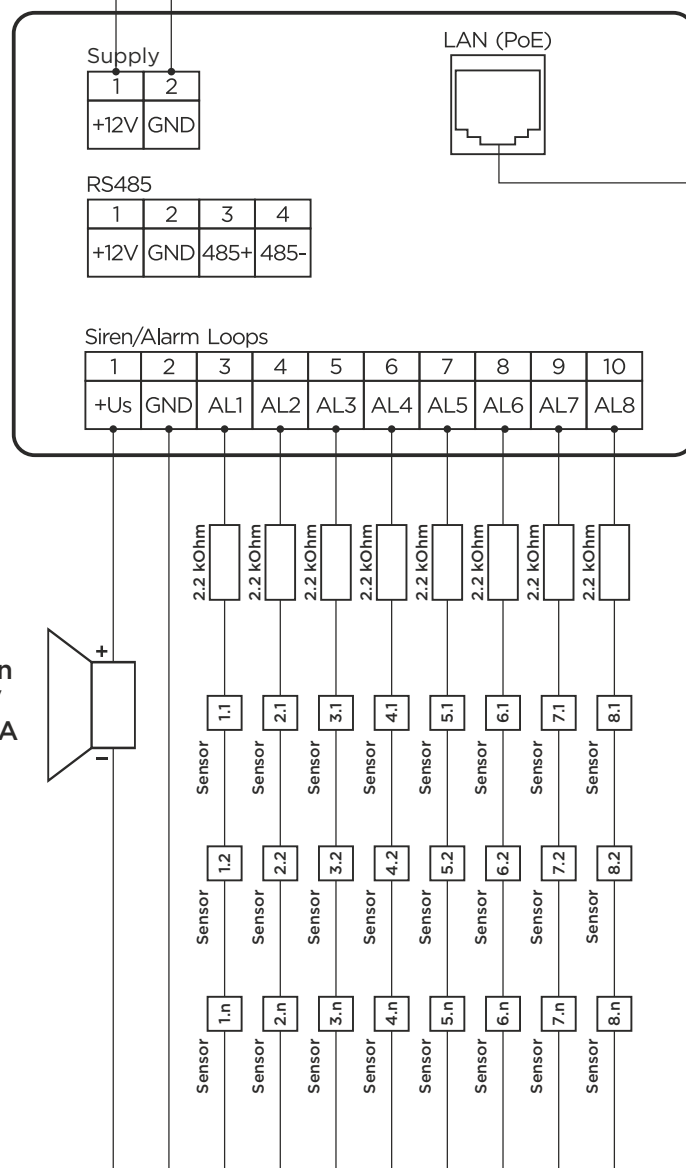 LAN (PoE)
Supply
1 2
+12V GND
RS485
1 2 3 4
+12V GND 485+ 485-
Siren/Alarm Loops
1 2 3 4 5 6 7 8 9 10
+Us GND AL1 AL2 AL3 AL4 AL5 AL6 AL7 AL8
2.2 kOhm 2.2 kOhm 2.2 kOhm 2.2 kOhm 2.2 kOhm 2.2 kOhm 2.2 kOhm 2.2 kOhm
+
-
1.1 2.1 3.1 4.1 5.1 6.1 7.1 8.1
Sensor Sensor Sensor Sensor Sensor Sensor Sensor Sensor
1.2 2.2 3.2 4.2 5.2 6.2 7.2 8.2
Sensor Sensor Sensor Sensor Sensor Sensor Sensor Sensor
1.n 2.n 3.n 4.n 5.n 6.n 7.n 8.n
Sensor Sensor Sensor Sensor Sensor Sensor Sensor Sensor